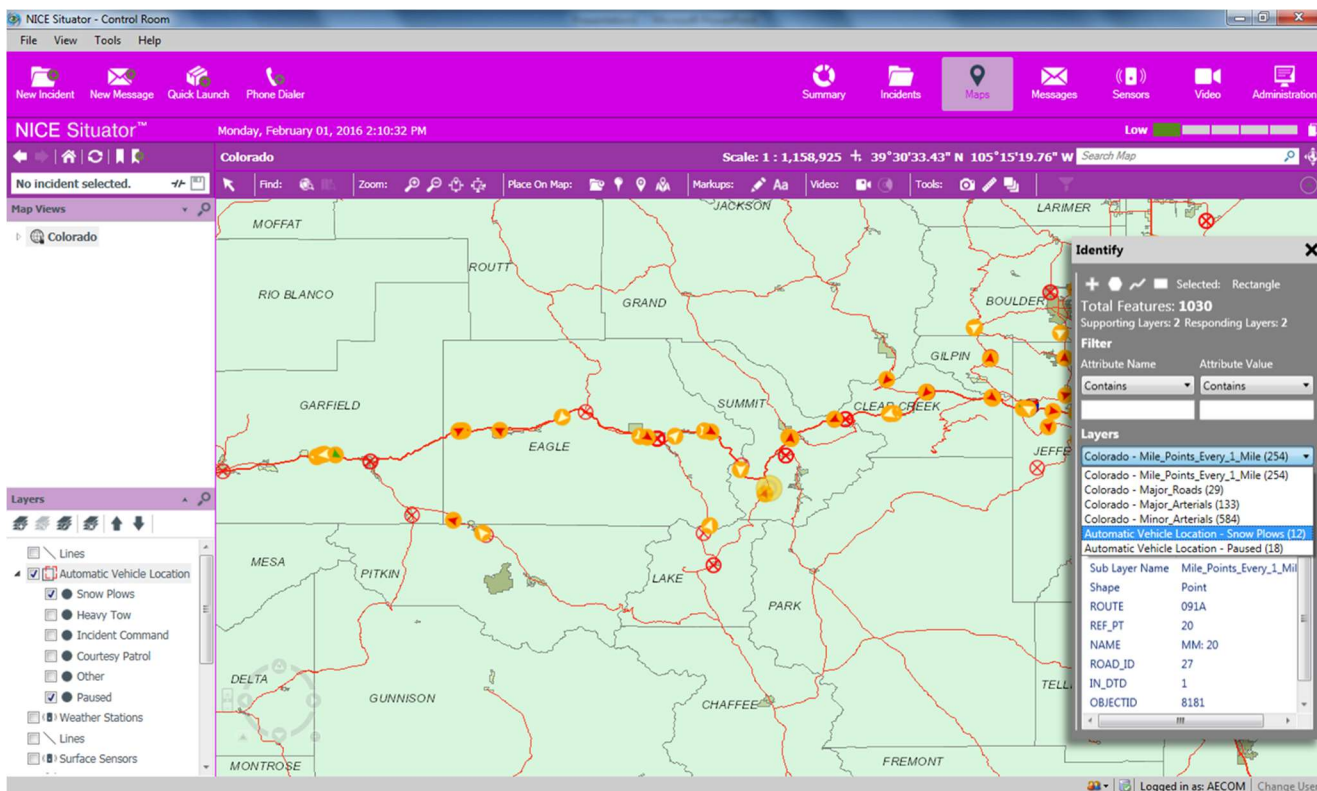 NICE Situator - Control Room
File View Tools Help
New Incident New Message Quick Launch Phone Dialer
Summary Incidents Maps Messages Sensors Video Administration
NICE Situator™ Monday, February 01, 2016 2:10:32 PM Low
Colorado Scale: 1 : 1,158,925 39°30'33.43" N 105°15'19.76" W Search Map
No incident selected. Find: Zoom: Place On Map: Markups: Aa Video: Tools:
Map Views
Colorado
Layers
Lines
Automatic Vehicle Location
Snow Plows
Heavy Tow
Incident Command
Courtesy Patrol
Other
Paused
Weather Stations
Lines
Surface Sensors
JACKSON
LARIMER
MOFFAT
ROUTT
RIO BLANCO
GRAND
BOULDER
GILPIN
GARFIELD
SUMMIT
CLEAR CREEK
EAGLE
JEFFE
MESA
PITKIN
LAKE
PARK
DELTA
GUNNISON
CHAFFEE
TELL
MONTROSE
FREMONT
Identify
Selected: Rectangle
Total Features: 1030
Supporting Layers: 2 Responding Layers: 2
Filter
Attribute Name Attribute Value
Contains Contains
Layers
Colorado - Mile_Points_Every_1_Mile (254)
Colorado - Mile_Points_Every_1_Mile (254)
Colorado - Major_Roads (29)
Colorado - Major_Arterials (133)
Colorado - Minor_Arterials (584)
Automatic Vehicle Location - Snow Plows (12)
Automatic Vehicle Location - Paused (18)
Sub Layer Name Mile_Points_Every_1_Mil
Shape Point
ROUTE 091A
REF_PT 20
NAME MM: 20
ROAD_ID 27
IN_DTD 1
OBJECTID 8181
Logged in as: AECOM Change User